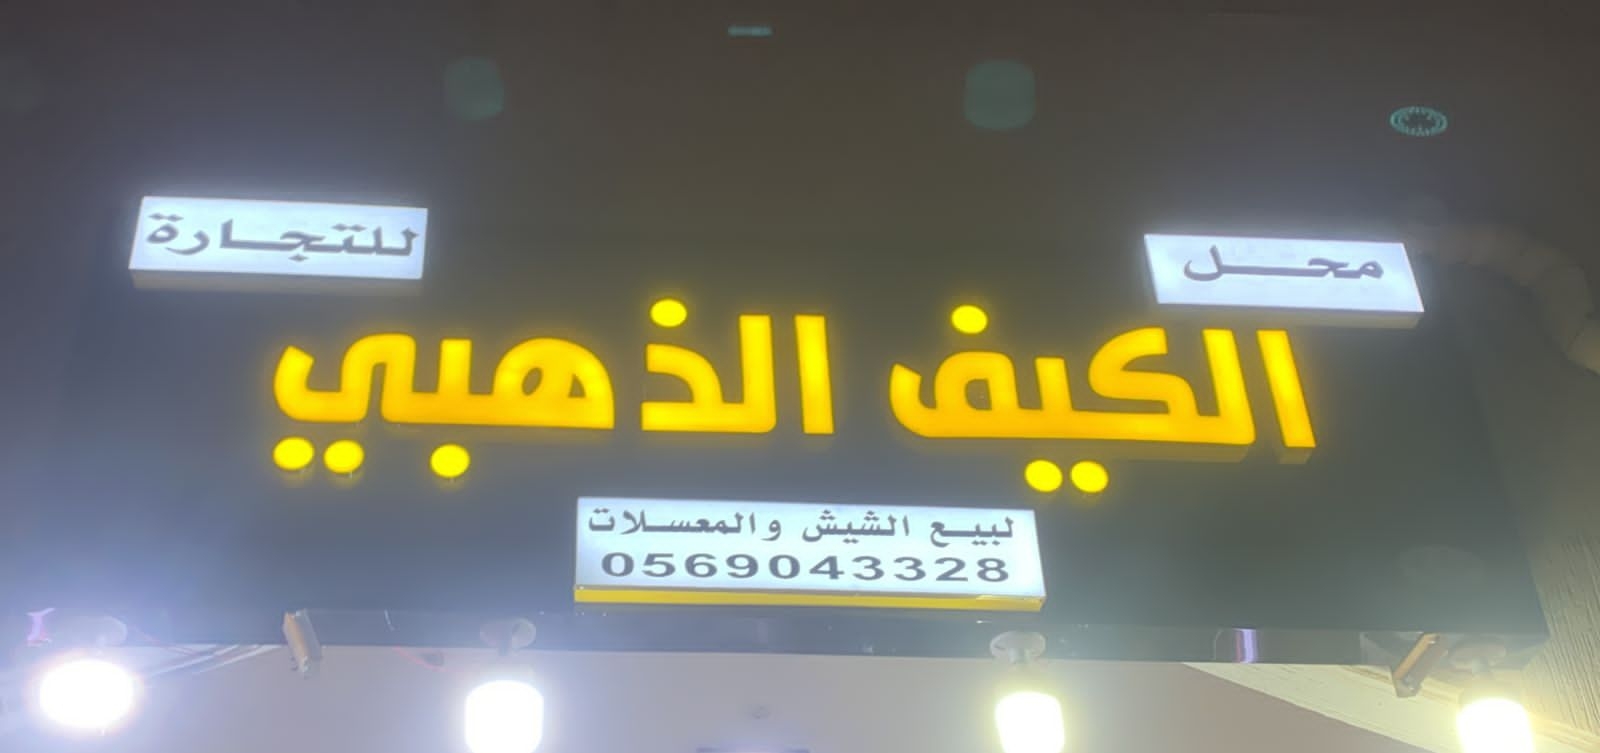 محل
للتجارة
الكيف الذهبي
لبيع الشيش والمعسلات
0569043328